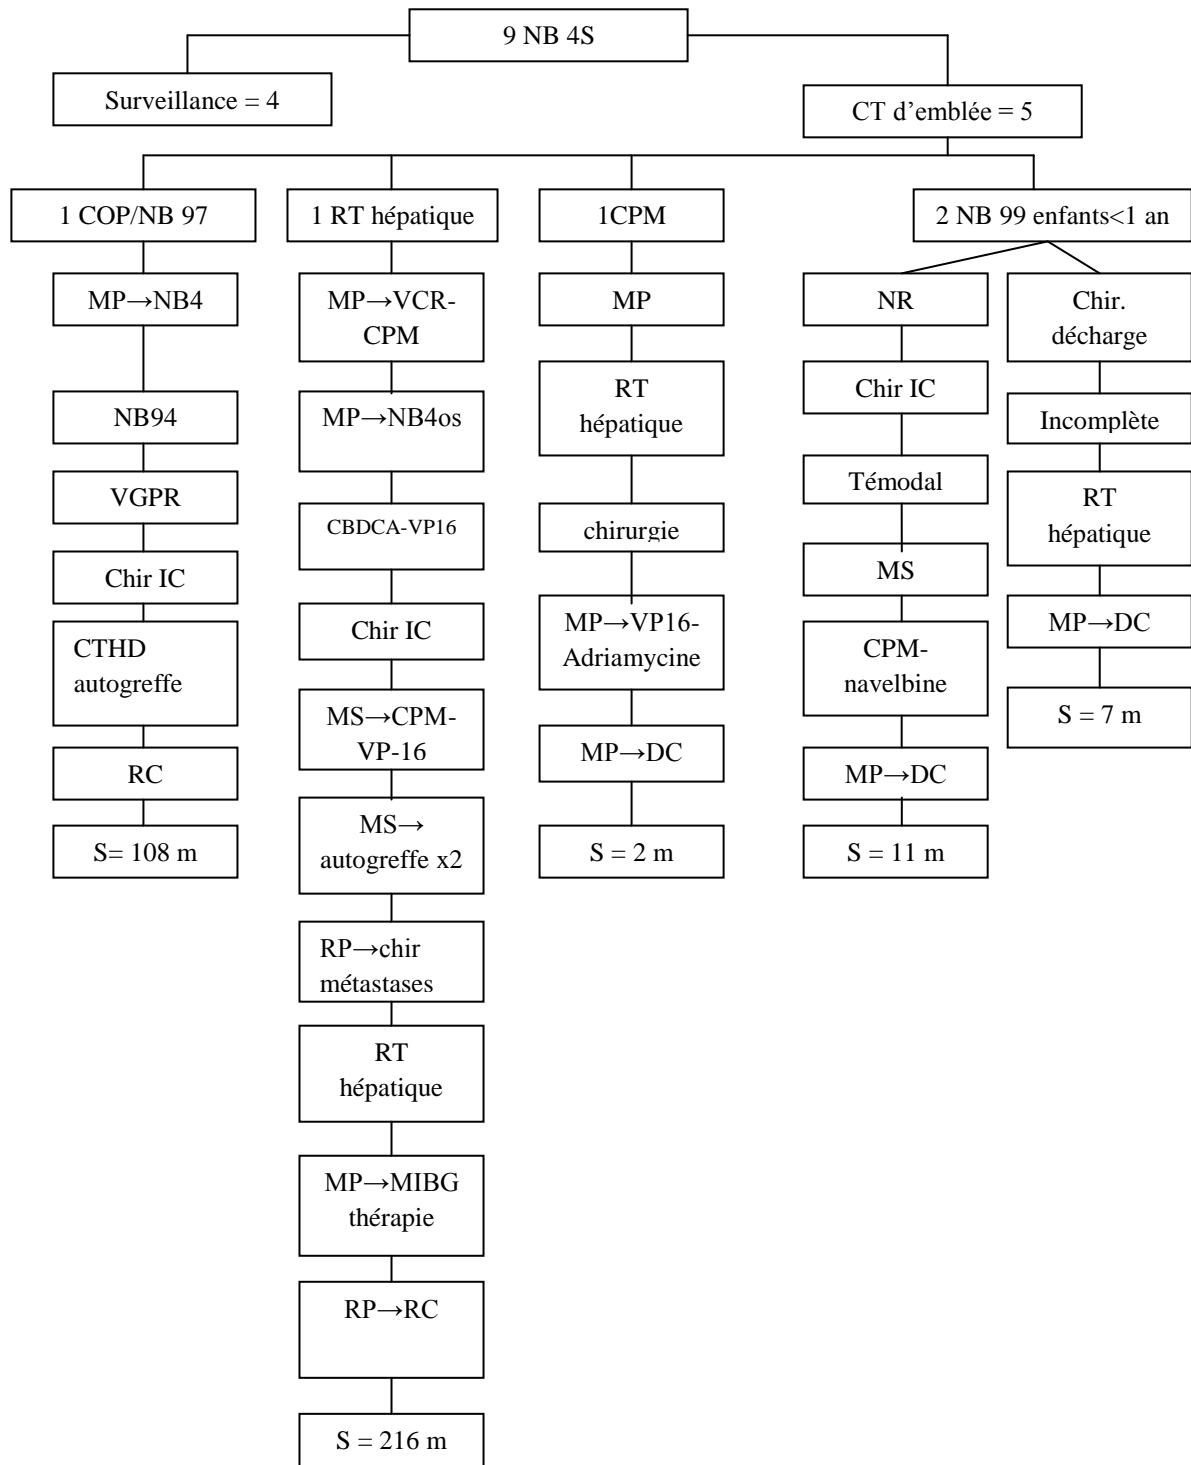 9 NB 4S
Surveillance = 4
CT d’emblée = 5
1 COP/NB 97
MP→NB4
NB94
VGPR
Chir IC
CTHD
autogreffe
RC
S= 108 m
1 RT hépatique
MP→VCR-
CPM
MP→NB4os
CBDCA-VP16
Chir IC
MS→CPM-
VP-16
MS→
autogreffe x2
RP→chir
métastases
RT
hépatique
MP→MIBG
thérapie
RP→RC
S = 216 m
1CPM
MP
RT
hépatique
chirurgie
MP→VP16-
Adriamycine
MP→DC
S = 2 m
2 NB 99 enfants<1 an
NR
Chir IC
Témodal
MS
CPM-
navelbine
MP→DC
S = 11 m
Chir.
décharge
Incomplète
RT
hépatique
MP→DC
S = 7 m